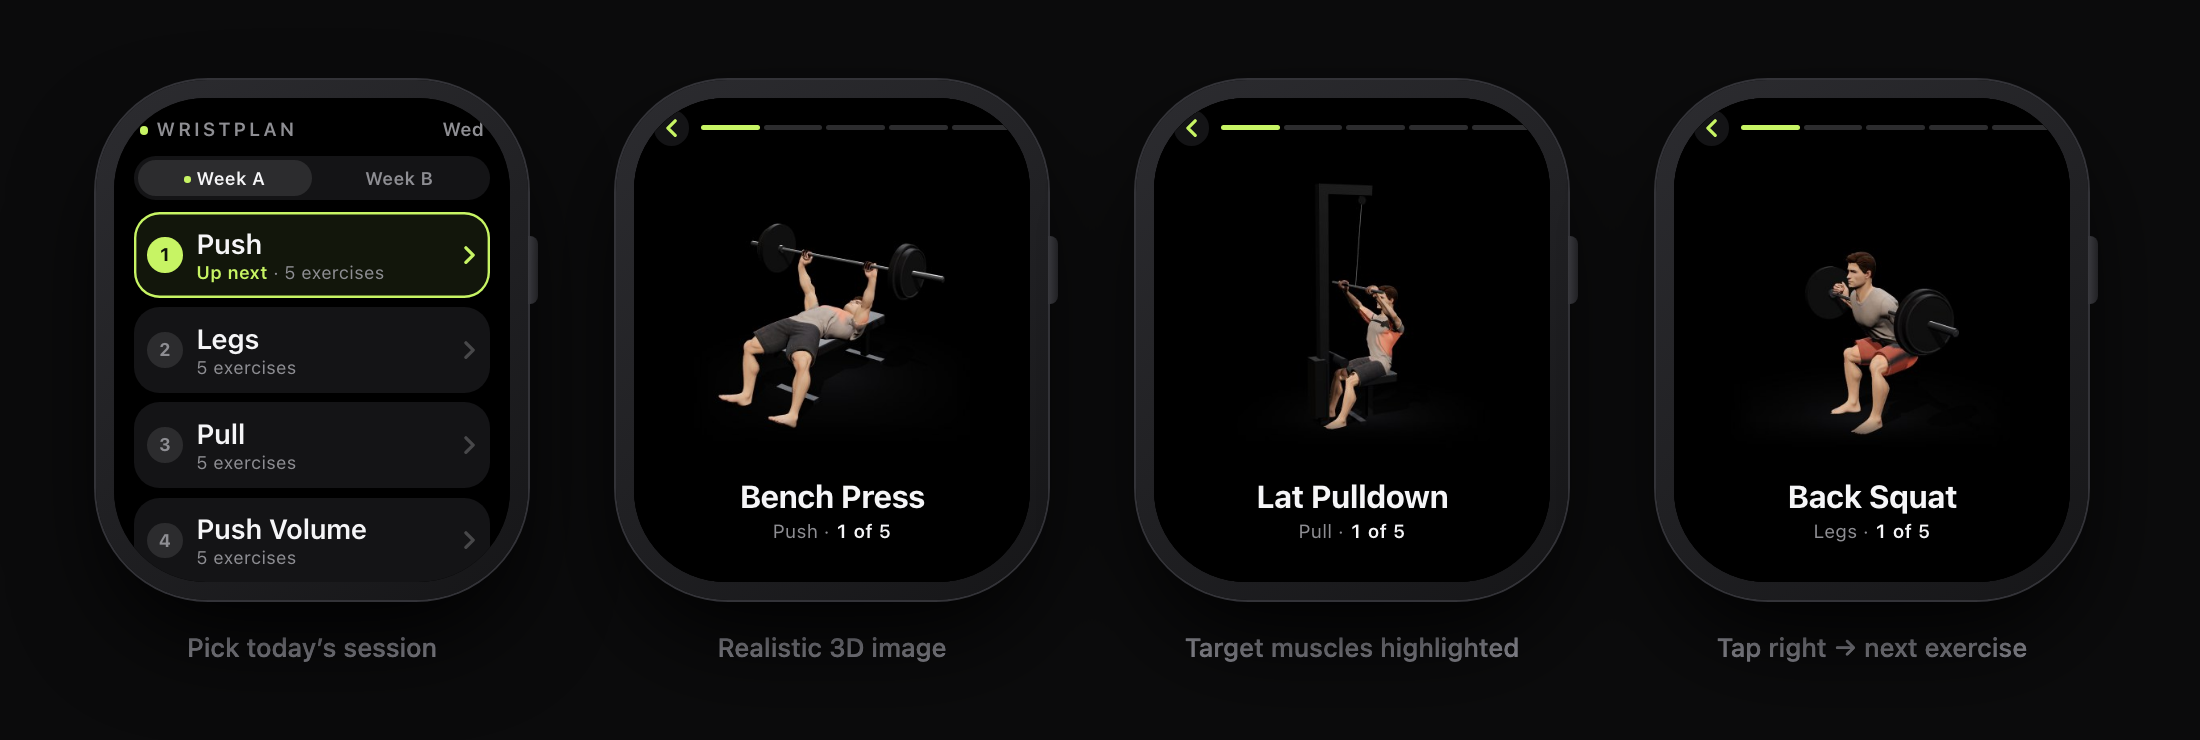 WRISTPLAN
Wed
Week A
Week B
1
Push
Up next · 5 exercises
2
Legs
5 exercises
3
Pull
5 exercises
4
Push Volume
5 exercises
Pick today’s session
Bench Press
Push · 1 of 5
Realistic 3D image
Lat Pulldown
Pull · 1 of 5
Target muscles highlighted
Back Squat
Legs · 1 of 5
Tap right → next exercise